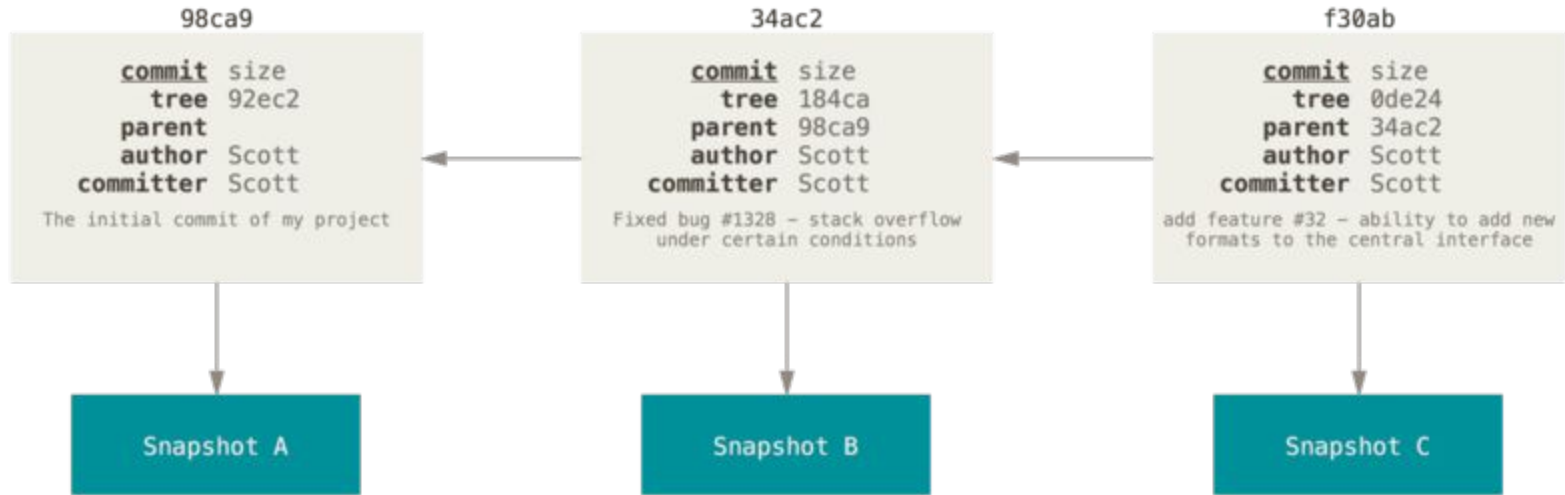 98ca9
commit size
tree 92ec2
parent
author Scott
committer Scott
The initial commit of my project
Snapshot A
34ac2
commit size
tree 184ca
parent 98ca9
author Scott
committer Scott
Fixed bug #1328 – stack overflow
under certain conditions
Snapshot B
f30ab
commit size
tree 0de24
parent 34ac2
author Scott
committer Scott
add feature #32 – ability to add new
formats to the central interface
Snapshot C